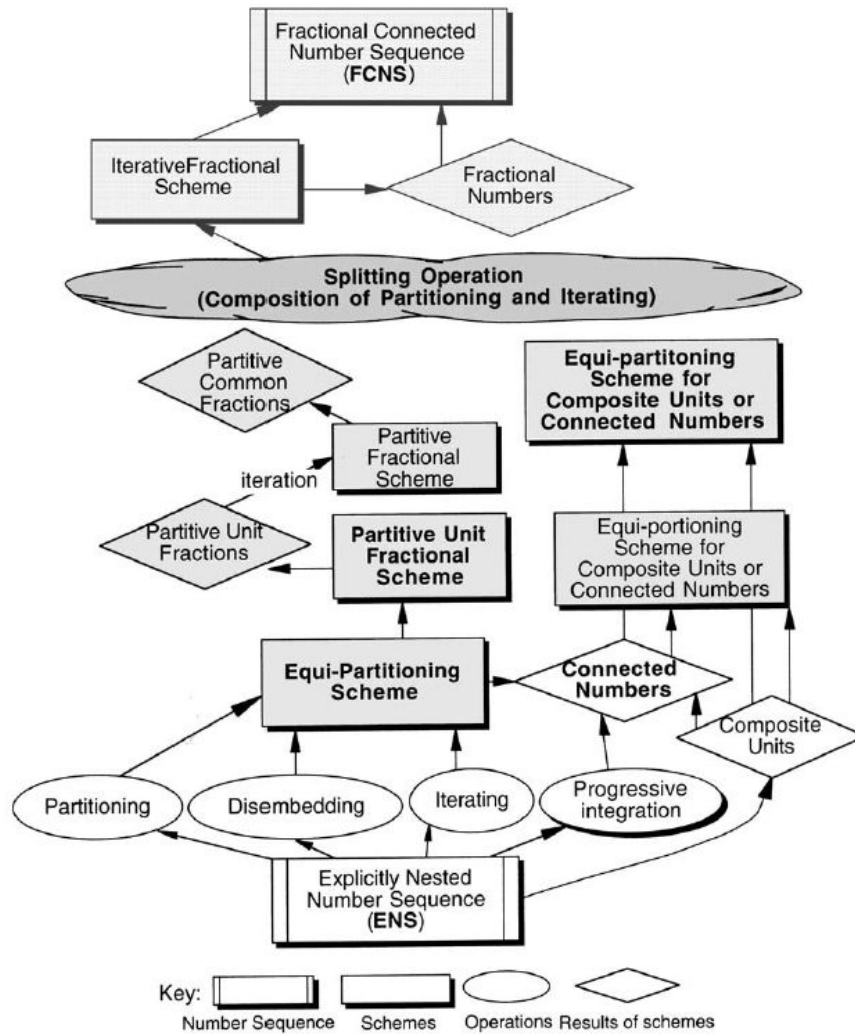 Fractional Connected
Number Sequence
(FCNS)
IterativeFractional
Scheme
Fractional
Numbers
Splitting Operation
(Composition of Partitioning and Iterating)
Partitive
Common
Fractions
Equi-partitoning
Scheme for
Composite Units or
Connected Numbers
Partitive
Fractional
Scheme
iteration
Partitive Unit
Fractions
Partitive Unit
Fractional
Scheme
Equi-portioning
Scheme for
Composite Units or
Connected Numbers
Equi-Partitioning
Scheme
Connected
Numbers
Composite
Units
Partitioning
Disembedding
Iterating
Progressive
integration
Explicitly Nested
Number Sequence
(ENS)
Key:
Number Sequence
Schemes
Operations
Results of schemes